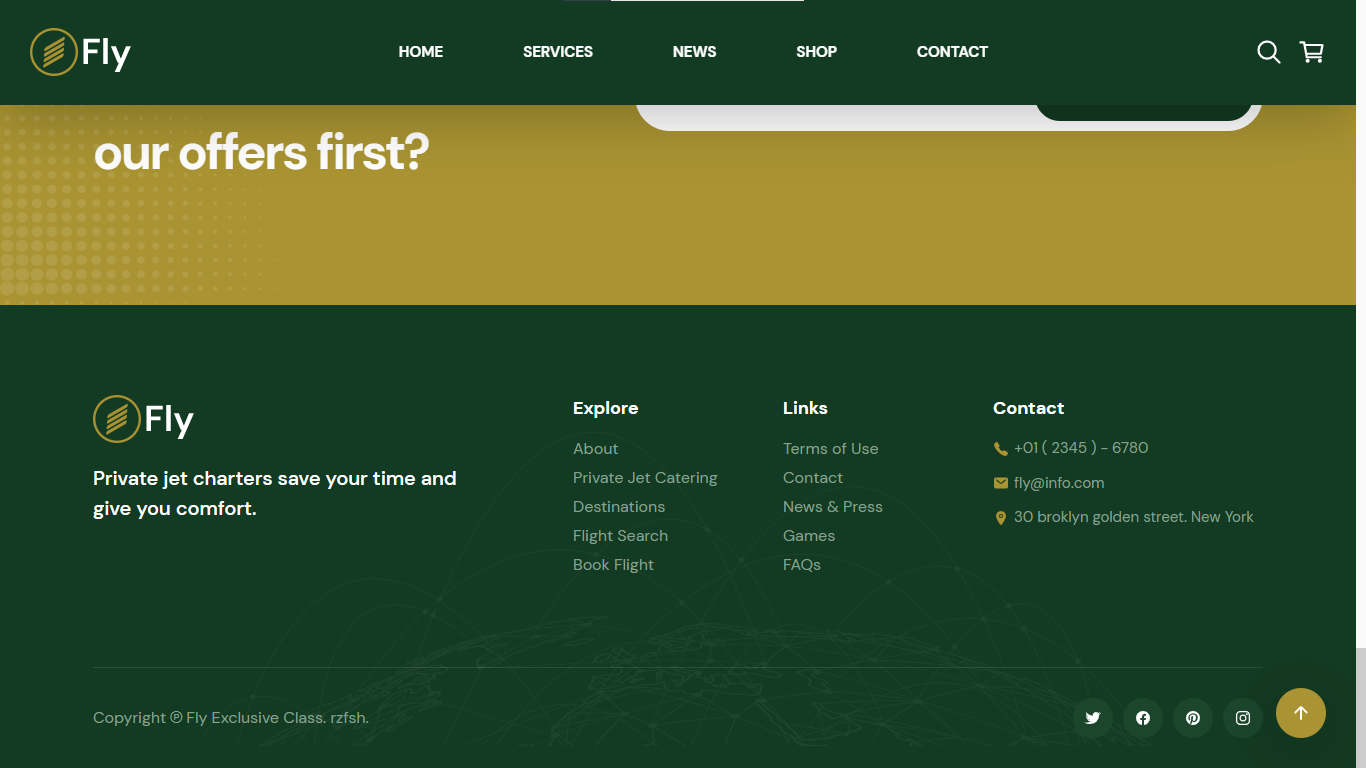 Fly
HOME
SERVICES
NEWS
SHOP
CONTACT
our offers first?
Fly
Private jet charters save your time and
give you comfort.
Explore
About
Private Jet Catering
Destinations
Flight Search
Book Flight
Links
Terms of Use
Contact
News & Press
Games
FAQs
Contact
+01 ( 2345 ) - 6780
fly@info.com
30 broklyn golden street. New York
Copyright ℗ Fly Exclusive Class. rzfsh.